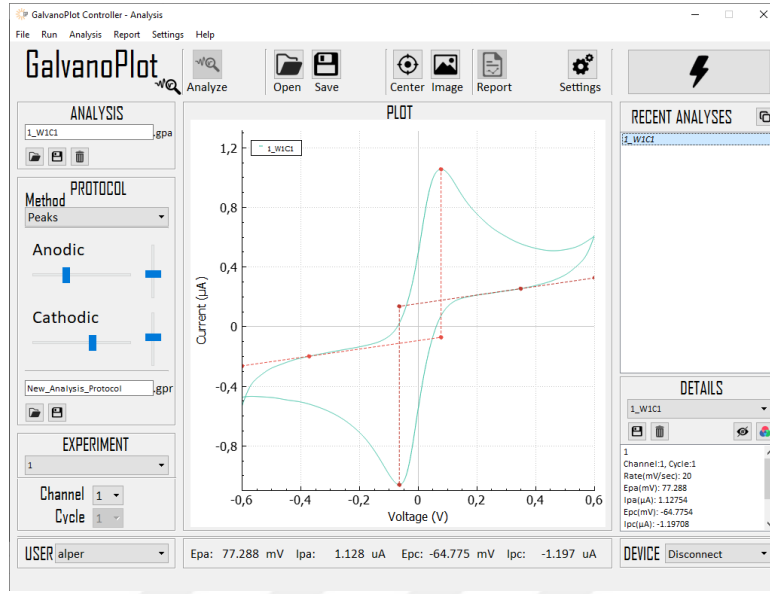 GalvanoPlot Controller - Analysis
File Run Analysis Report Settings Help
GalvanoPlot
Analyze Open Save Center Image Report Settings
ANALYSIS
1_W1C1 .gpa
PROTOCOL
Method
Peaks
Anodic
Cathodic
New_Analysis_Protocol .gpr
EXPERIMENT
1
Channel 1
Cycle 1
PLOT
1_W1C1
1,2
0,8
0,4
0
-0,4
-0,8
Current (µA)
-0,6 -0,4 -0,2 0 0,2 0,4 0,6
Voltage (V)
RECENT ANALYSES
1_W1C1
DETAILS
1_W1C1
1
Channel:1, Cycle:1
Rate(mV/sec): 20
Epa(mV): 77.288
Ipa(µA): 1.12754
Epc(mV): -64.7754
Ipc(µA): -1.19708
USER alper
Epa: 77.288 mV Ipa: 1.128 uA Epc: -64.775 mV Ipc: -1.197 uA
DEVICE Disconnect